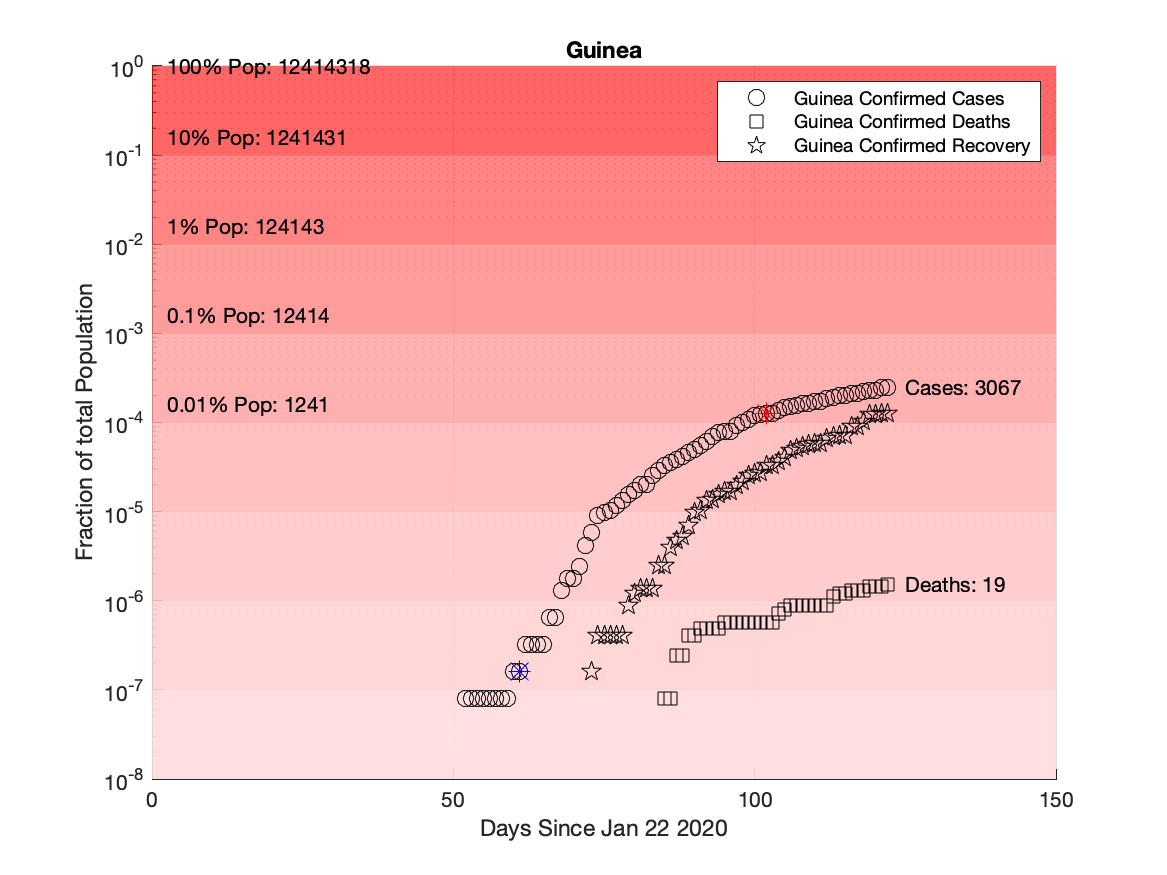 Guinea
10^0
100% Pop: 12414318
Guinea Confirmed Cases
Guinea Confirmed Deaths
Guinea Confirmed Recovery
10% Pop: 1241431
10^-1
1% Pop: 124143
10^-2
0.1% Pop: 12414
10^-3
Cases: 3067
0.01% Pop: 1241
10^-4
10^-5
Deaths: 19
10^-6
10^-7
10^-8
Fraction of total Population
0 50 100 150
Days Since Jan 22 2020